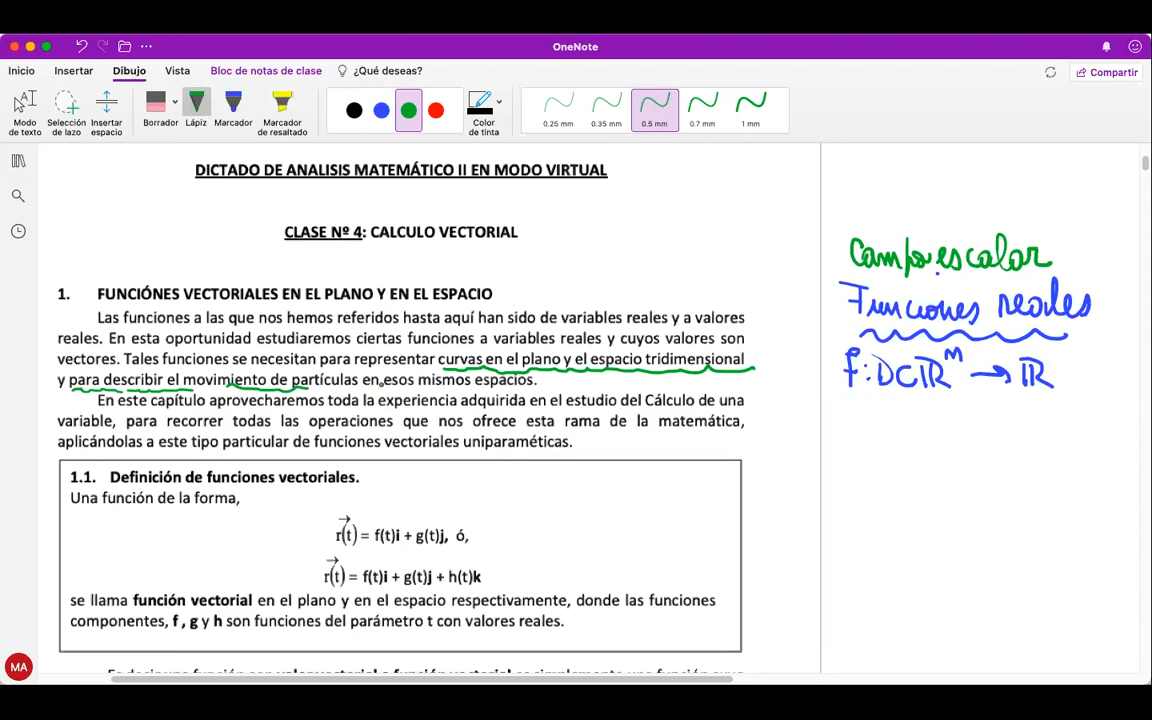 OneNote
Inicio Insertar Dibujo Vista Bloc de notas de clase ¿Qué deseas? Compartir
Modo de texto Selección de lazo Insertar espacio Borrador Lápiz Marcador Marcador de resaltado Color de tinta 0.25 mm 0.35 mm 0.5 mm 0.7 mm 1 mm
DICTADO DE ANALISIS MATEMÁTICO II EN MODO VIRTUAL
CLASE Nº 4: CALCULO VECTORIAL
1. FUNCIÓNES VECTORIALES EN EL PLANO Y EN EL ESPACIO
Las funciones a las que nos hemos referidos hasta aquí han sido de variables reales y a valores
reales. En esta oportunidad estudiaremos ciertas funciones a variables reales y cuyos valores son
vectores. Tales funciones se necesitan para representar curvas en el plano y el espacio tridimensional
y para describir el movimiento de partículas en esos mismos espacios.
En este capítulo aprovecharemos toda la experiencia adquirida en el estudio del Cálculo de una
variable, para recorrer todas las operaciones que nos ofrece esta rama de la matemática,
aplicándolas a este tipo particular de funciones vectoriales uniparaméticas.
1.1. Definición de funciones vectoriales.
Una función de la forma,
r(t) = f(t)i + g(t)j, ó,
r(t) = f(t)i + g(t)j + h(t)k
se llama función vectorial en el plano y en el espacio respectivamente, donde las funciones
componentes, f , g y h son funciones del parámetro t con valores reales.
Campo escalar
Funciones reales
f: D⊂ℝᵐ → ℝ
MA